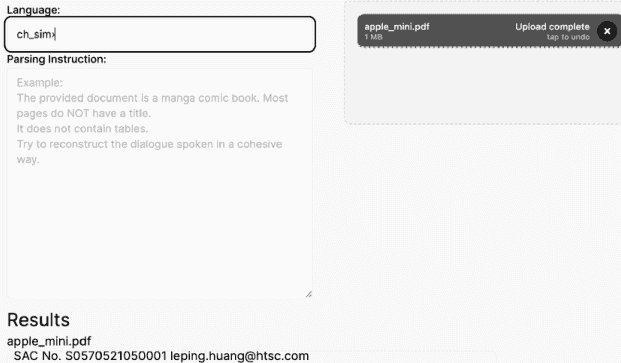 Language:
ch_sim›
Parsing Instruction:
Example:
The provided document is a manga comic book. Most
pages do NOT have a title.
It does not contain tables.
Try to reconstruct the dialogue spoken in a cohesive
way.
apple_mini.pdf
1 MB
Upload complete
tap to undo
Results
apple_mini.pdf
SAC No. S0570521050001 leping.huang@htsc.com